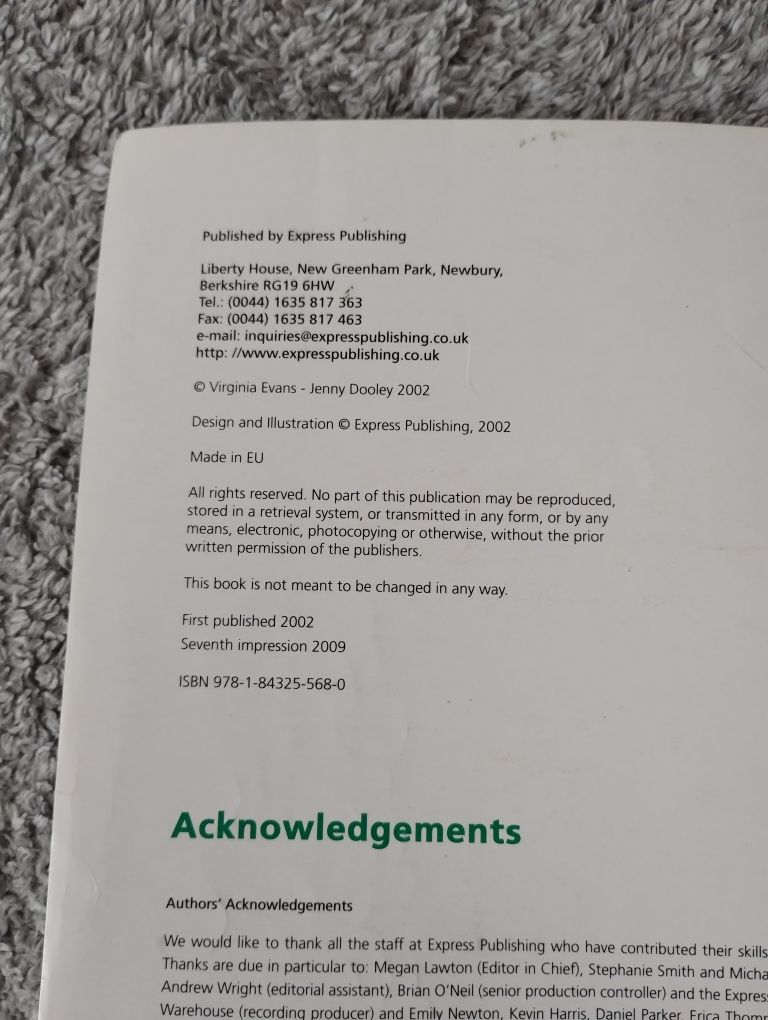 Published by Express Publishing
Liberty House, New Greenham Park, Newbury,
Berkshire RG19 6HW
Tel.: (0044) 1635 817 363
Fax: (0044) 1635 817 463
e-mail: inquiries@expresspublishing.co.uk
http: //www.expresspublishing.co.uk
© Virginia Evans - Jenny Dooley 2002
Design and Illustration © Express Publishing, 2002
Made in EU
All rights reserved. No part of this publication may be reproduced,
stored in a retrieval system, or transmitted in any form, or by any
means, electronic, photocopying or otherwise, without the prior
written permission of the publishers.
This book is not meant to be changed in any way.
First published 2002
Seventh impression 2009
ISBN 978-1-84325-568-0
Acknowledgements
Authors' Acknowledgements
We would like to thank all the staff at Express Publishing who have contributed their skills
Thanks are due in particular to: Megan Lawton (Editor in Chief), Stephanie Smith and Micha
Andrew Wright (editorial assistant), Brian O'Neil (senior production controller) and the Expres
Warehouse (recording producer) and Emily Newton, Kevin Harris, Daniel Parker, Erica Thom